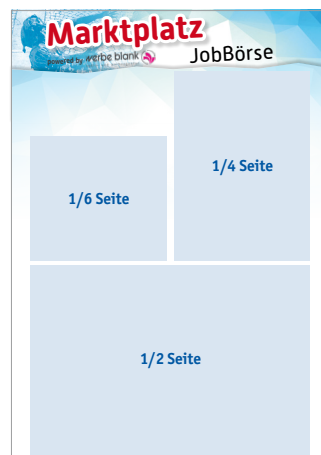 Marktplatz
powered by werbe blank
JobBörse
1/4 Seite
1/6 Seite
1/2 Seite